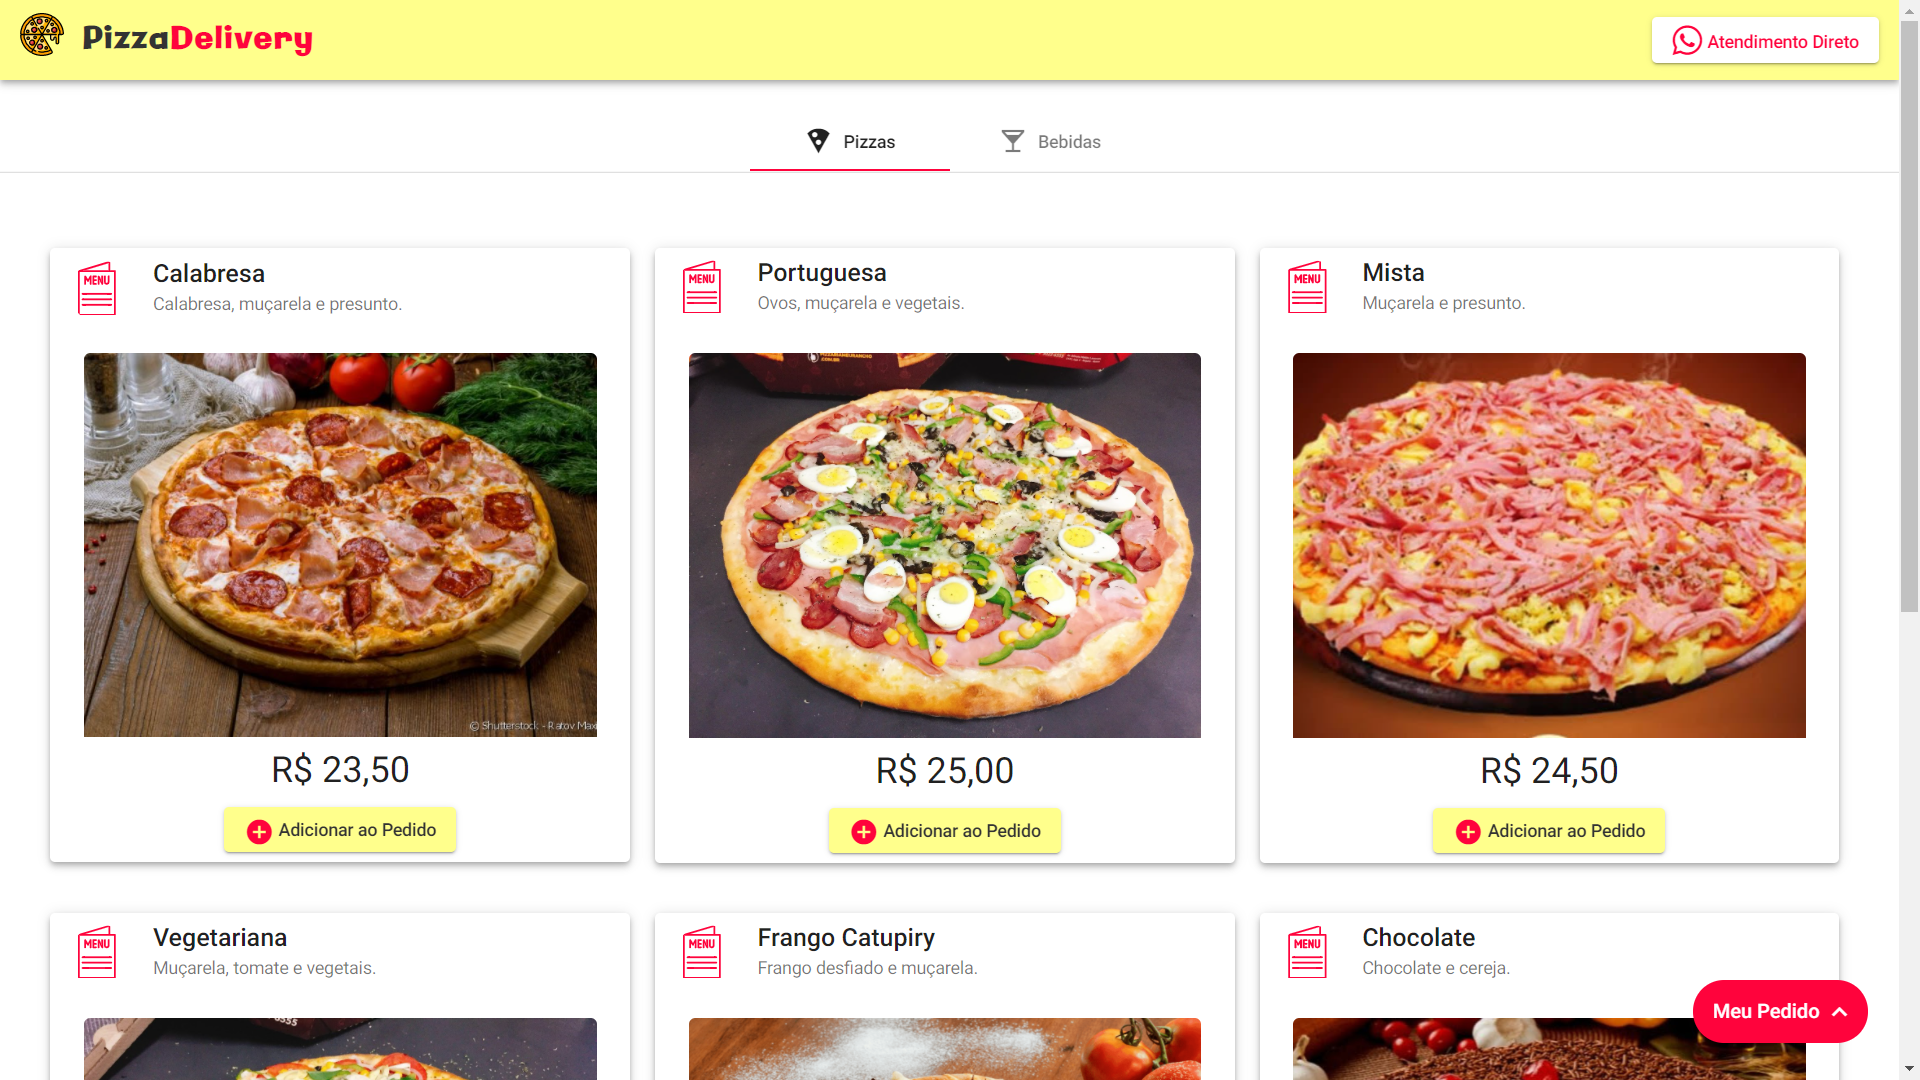 PizzaDelivery
Atendimento Direto
Pizzas
Bebidas
MENU
Calabresa
Calabresa, muçarela e presunto.
© Shutterstock - Ratov Maxi
R$ 23,50
Adicionar ao Pedido
MENU
Portuguesa
Ovos, muçarela e vegetais.
R$ 25,00
Adicionar ao Pedido
MENU
Mista
Muçarela e presunto.
R$ 24,50
Adicionar ao Pedido
MENU
Vegetariana
Muçarela, tomate e vegetais.
MENU
Frango Catupiry
Frango desfiado e muçarela.
MENU
Chocolate
Chocolate e cereja.
Meu Pedido